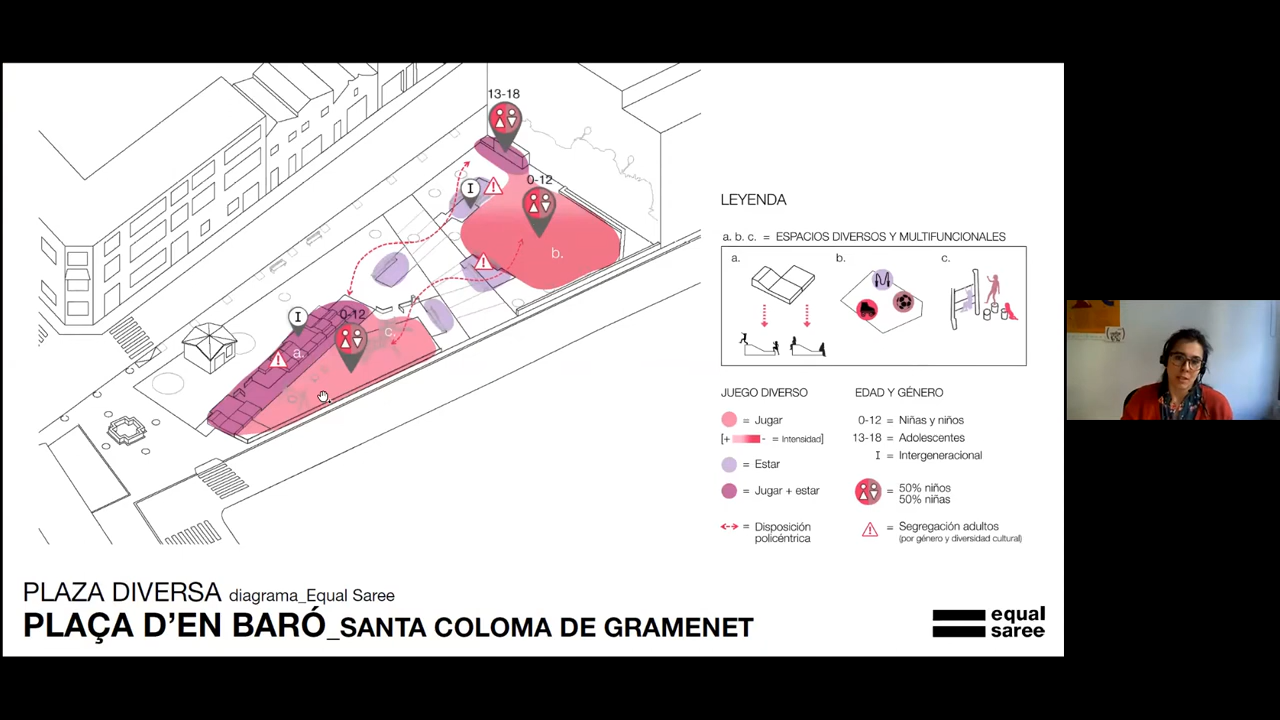 13-18
I
0-12
b.
I
0-12
c.
a.
LEYENDA
a. b. c. = ESPACIOS DIVERSOS Y MULTIFUNCIONALES
a.
b.
c.
JUEGO DIVERSO
= Jugar
[+ - = Intensidad]
= Estar
= Jugar + estar
= Disposición
policéntrica
EDAD Y GÉNERO
0-12 = Niñas y niños
13-18 = Adolescentes
I = Intergeneracional
= 50% niños
50% niñas
= Segregación adultos
(por género y diversidad cultural)
PLAZA DIVERSA diagrama_Equal Saree
PLAÇA D'EN BARÓ_SANTA COLOMA DE GRAMENET
equal
saree